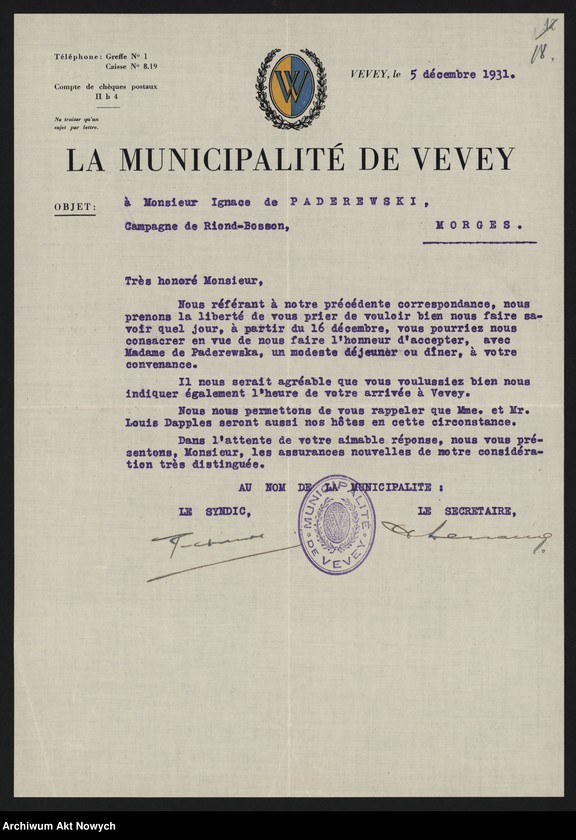 18.
Téléphone: Greffe Nº 1
Caisse Nº 8.19
Compte de chèques postaux
II b 4
Ne traiter qu'un
sujet par lettre.
W
VEVEY, le 5 décembre 1931.
LA MUNICIPALITÉ DE VEVEY
OBJET:
à Monsieur Ignace de PADEREWSKI,
Campagne de Riond-Bosson,
MORGES.
Très honoré Monsieur,
Nous référant à notre précédente correspondance, nous
prenons la liberté de vous prier de vouloir bien nous faire sa-
voir quel jour, à partir du 16 décembre, vous pourriez nous
consacrer en vue de nous faire l'honneur d'accepter, avec
Madame de Paderewska, un modeste déjeuner ou dîner, à votre
convenance.
Il nous serait agréable que vous voulussiez bien nous
indiquer également l'heure de votre arrivée à Vevey.
Nous nous permettons de vous rappeler que Mme. et Mr.
Louis Dapples seront aussi nos hôtes en cette circonstance.
Dans l'attente de votre aimable réponse, nous vous pré-
sentons, Monsieur, les assurances nouvelles de notre considéra-
tion très distinguée.
AU NOM DE LA MUNICIPALITE :
LE SYNDIC,
LE SECRETAIRE,
MUNICIPALITÉ
DE VEVEY
Archiwum Akt Nowych